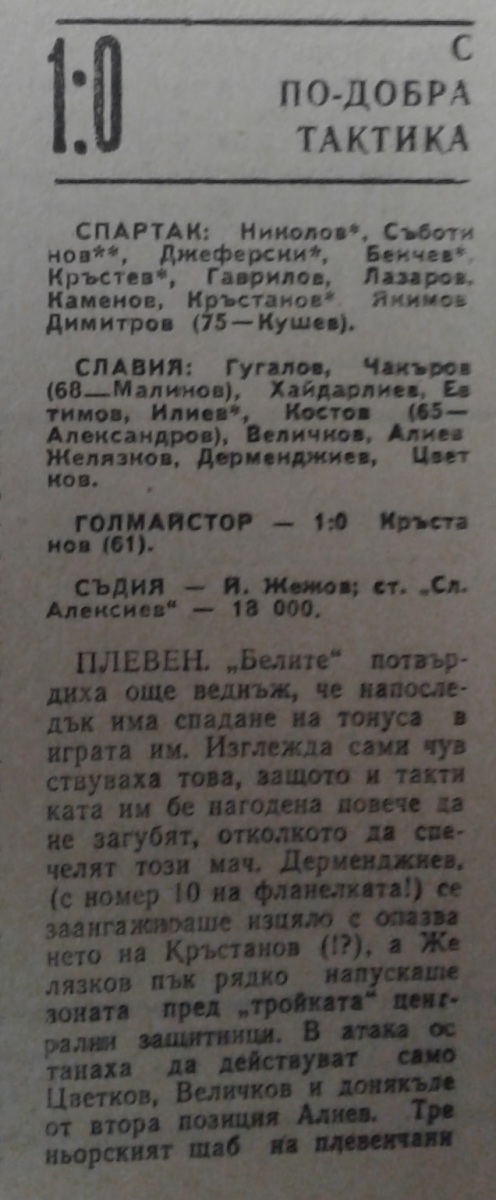 1:0
С
ПО-ДОБРА
ТАКТИКА
СПАРТАК: Николов*, Съботи
нов**, Джеферски*, Бенчев*,
Кръстев*, Гаврилов, Лазаров,
Каменов, Кръстанов* Якимов
Димитров (75—Кушев).
СЛАВИЯ: Гугалов, Чакъров
(68—Малинов), Хайдарлиев, Ев
тимов, Илиев*, Костов (65—
Александров), Величков, Алиев
Желязков, Дерменджиев, Цвет
ков.
ГОЛМАЙСТОР — 1:0 Кръста
нов (61).
СЪДИЯ — Й. Жежов; ст. „Сл.
Алексиев“ — 18 000.
ПЛЕВЕН. „Белите“ потвър-
диха още веднъж, че напосле-
дък има спадане на тонуса в
играта им. Изглежда сами чув
ствуваха това, защото и такти
ката им бе нагодена повече да
не загубят, отколкото да спе-
челят този мач. Дерменджиев,
(с номер 10 на фланелката!) се
заангажиоаше изцяло с опазва
нето на Кръстанов (!?), а Же
лязков пък рядко напускаше
зоната пред „тройката“ цент-
рални защитници. В атака ос
танаха да действуват само
Цветков, Величков и донякъде
от втора позиция Алиев. Тре
ньорският щаб на плевенчани